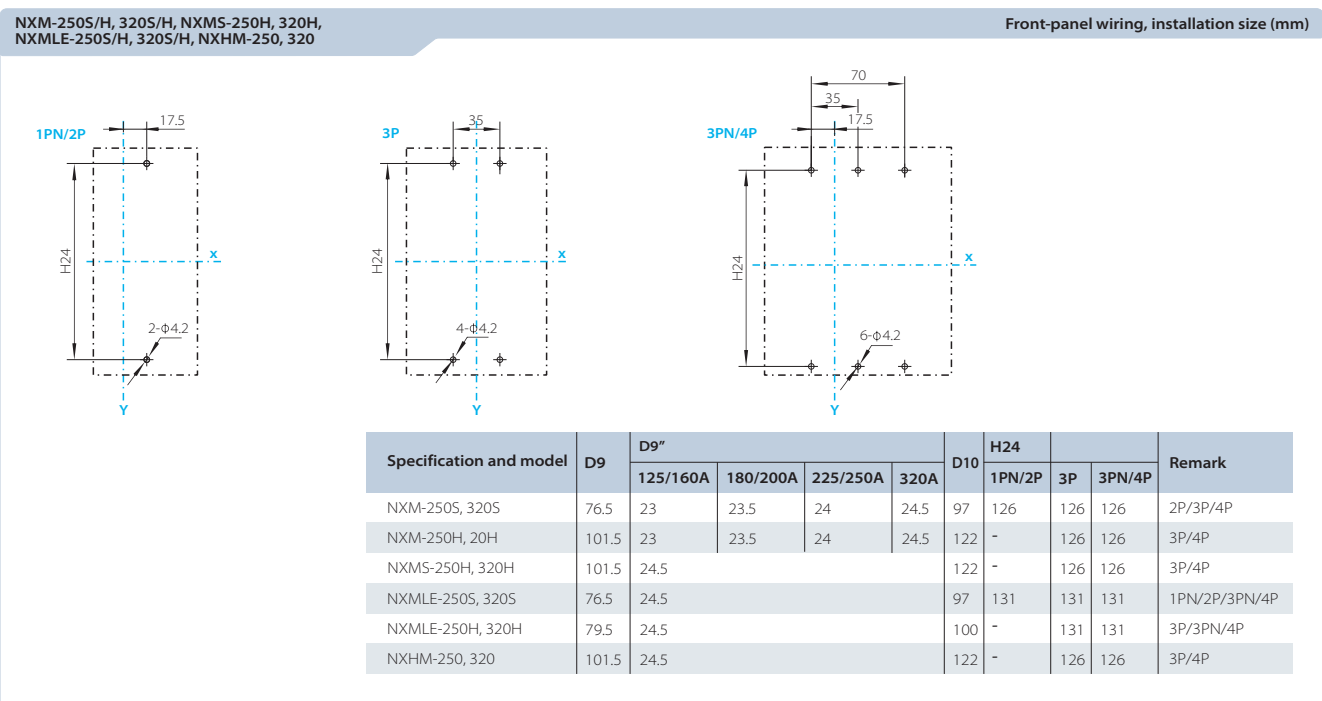 NXM-250S/H, 320S/H, NXMS-250H, 320H,
NXMLE-250S/H, 320S/H, NXHM-250, 320
Front-panel wiring, installation size (mm)
1PN/2P
17.5
H24
x
2-Φ4.2
Y
3P
35
H24
x
4-Φ4.2
Y
3PN/4P
70
35
17.5
H24
x
6-Φ4.2
Y
Specification and model D9 D9″ D10 H24 Remark
125/160A 180/200A 225/250A 320A 1PN/2P 3P 3PN/4P
NXM-250S, 320S 76.5 23 23.5 24 24.5 97 126 126 126 2P/3P/4P
NXM-250H, 20H 101.5 23 23.5 24 24.5 122 - 126 126 3P/4P
NXMS-250H, 320H 101.5 24.5 122 - 126 126 3P/4P
NXMLE-250S, 320S 76.5 24.5 97 131 131 131 1PN/2P/3PN/4P
NXMLE-250H, 320H 79.5 24.5 100 - 131 131 3P/3PN/4P
NXHM-250, 320 101.5 24.5 122 - 126 126 3P/4P